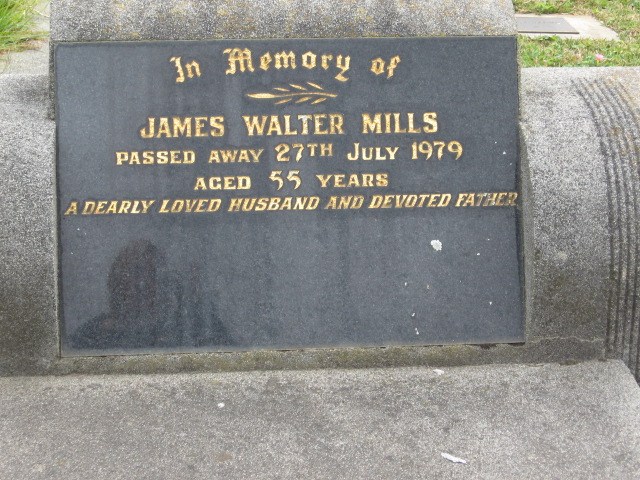 In Memory of
JAMES WALTER MILLS
PASSED AWAY 27TH JULY 1979
AGED 55 YEARS
A DEARLY LOVED HUSBAND AND DEVOTED FATHER